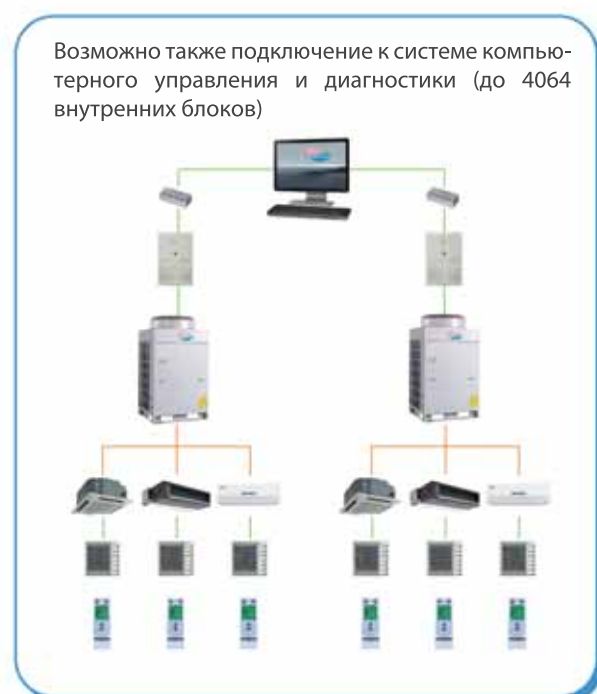 Возможно также подключение к системе компью-
терного управления и диагностики (до 4064
внутренних блоков)